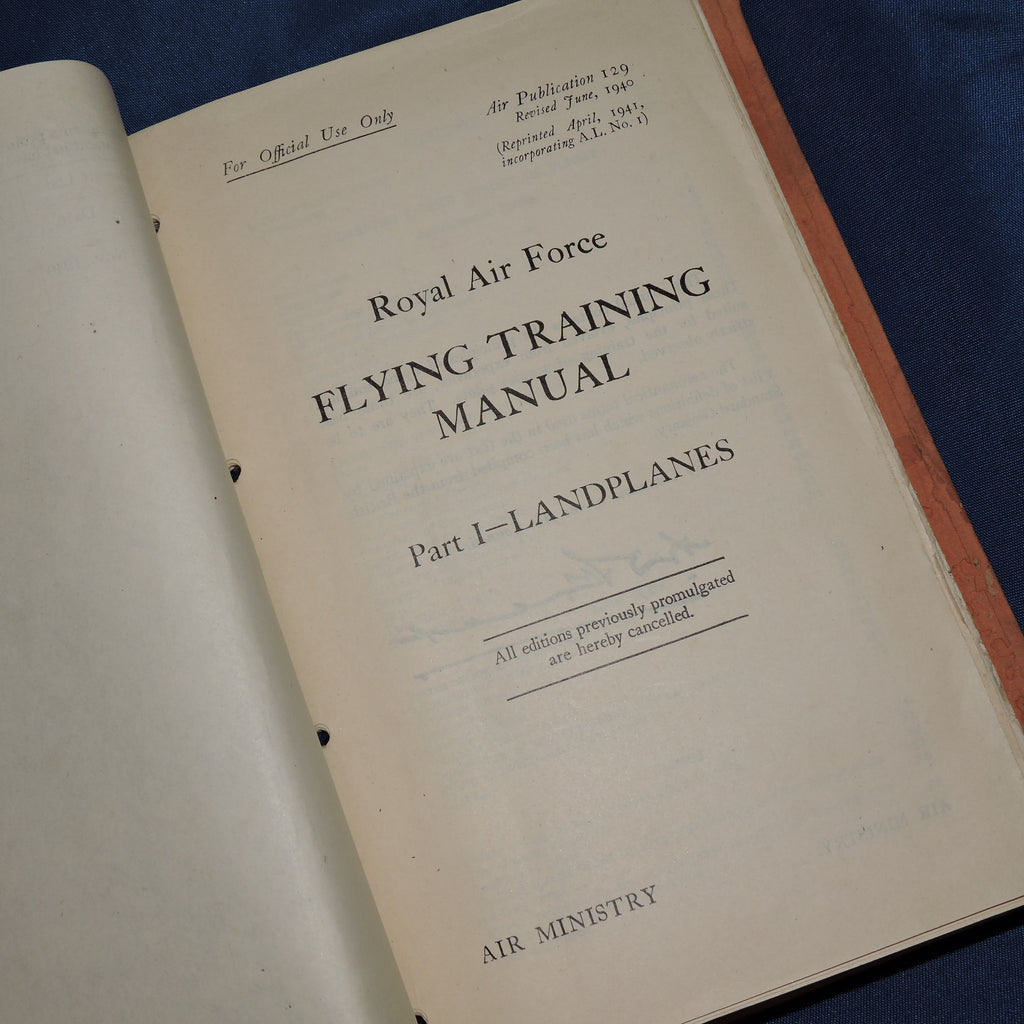 For Official Use Only
Air Publication 129
Revised June, 1940
(Reprinted April, 1941,
incorporating A.L. No. 1)
Royal Air Force
FLYING TRAINING
MANUAL
Part I—LANDPLANES
All editions previously promulgated
are hereby cancelled.
AIR MINISTRY